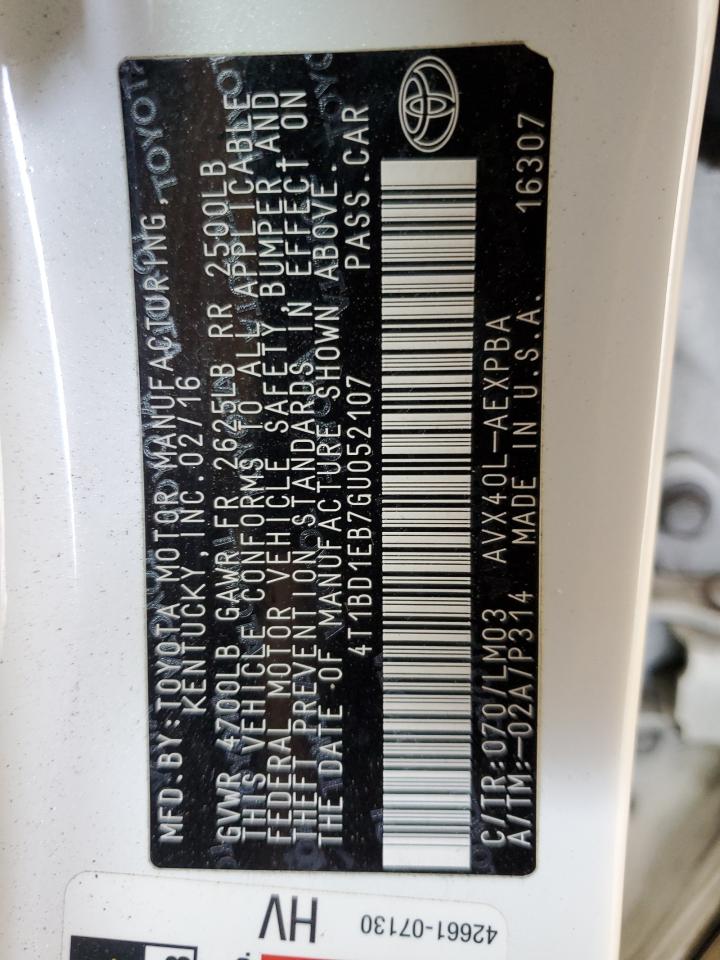 MFD.BY:TOYOTA MOTOR MANUFACTURING,
KENTUCKY,INC.02/16
GVWR 4700LB GAWR FR 2625LB RR 2500LB
THIS VEHICLE CONFORMS TO ALL APPLICABLE
FEDERAL MOTOR VEHICLE SAFETY,BUMPER,AND
THEFT PREVENTION STANDARDS IN EFFECT ON
THE DATE OF MANUFACTURE SHOWN ABOVE.
4T1BD1EB7GU052107 PASS.CAR
C/TR:070/LM03 AVX40L-AEXPBA
A/TM:-02A/P314 MADE IN U.S.A. 16307
HV
42661-07130